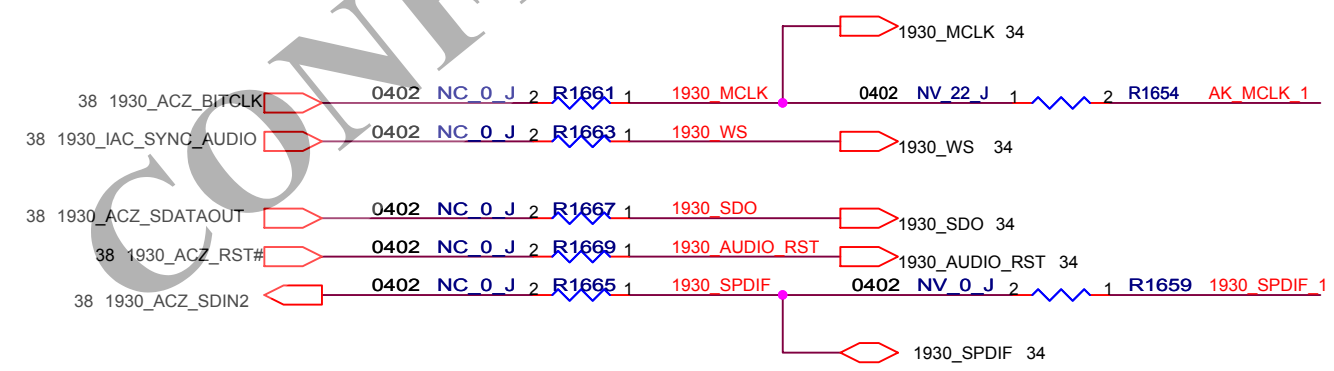 1930_MCLK 34
38 1930_ACZ_BITCLK 0402 NC_0_J 2 R1661 1 1930_MCLK 0402 NV_22_J 1 2 R1654 AK_MCLK_1
38 1930_IAC_SYNC_AUDIO 0402 NC_0_J 2 R1663 1 1930_WS 1930_WS 34
38 1930_ACZ_SDATAOUT 0402 NC_0_J 2 R1667 1 1930_SDO 1930_SDO 34
38 1930_ACZ_RST# 0402 NC_0_J 2 R1669 1 1930_AUDIO_RST 1930_AUDIO_RST 34
38 1930_ACZ_SDIN2 0402 NC_0_J 2 R1665 1 1930_SPDIF 0402 NV_0_J 2 1 R1659 1930_SPDIF_1
1930_SPDIF 34
CON